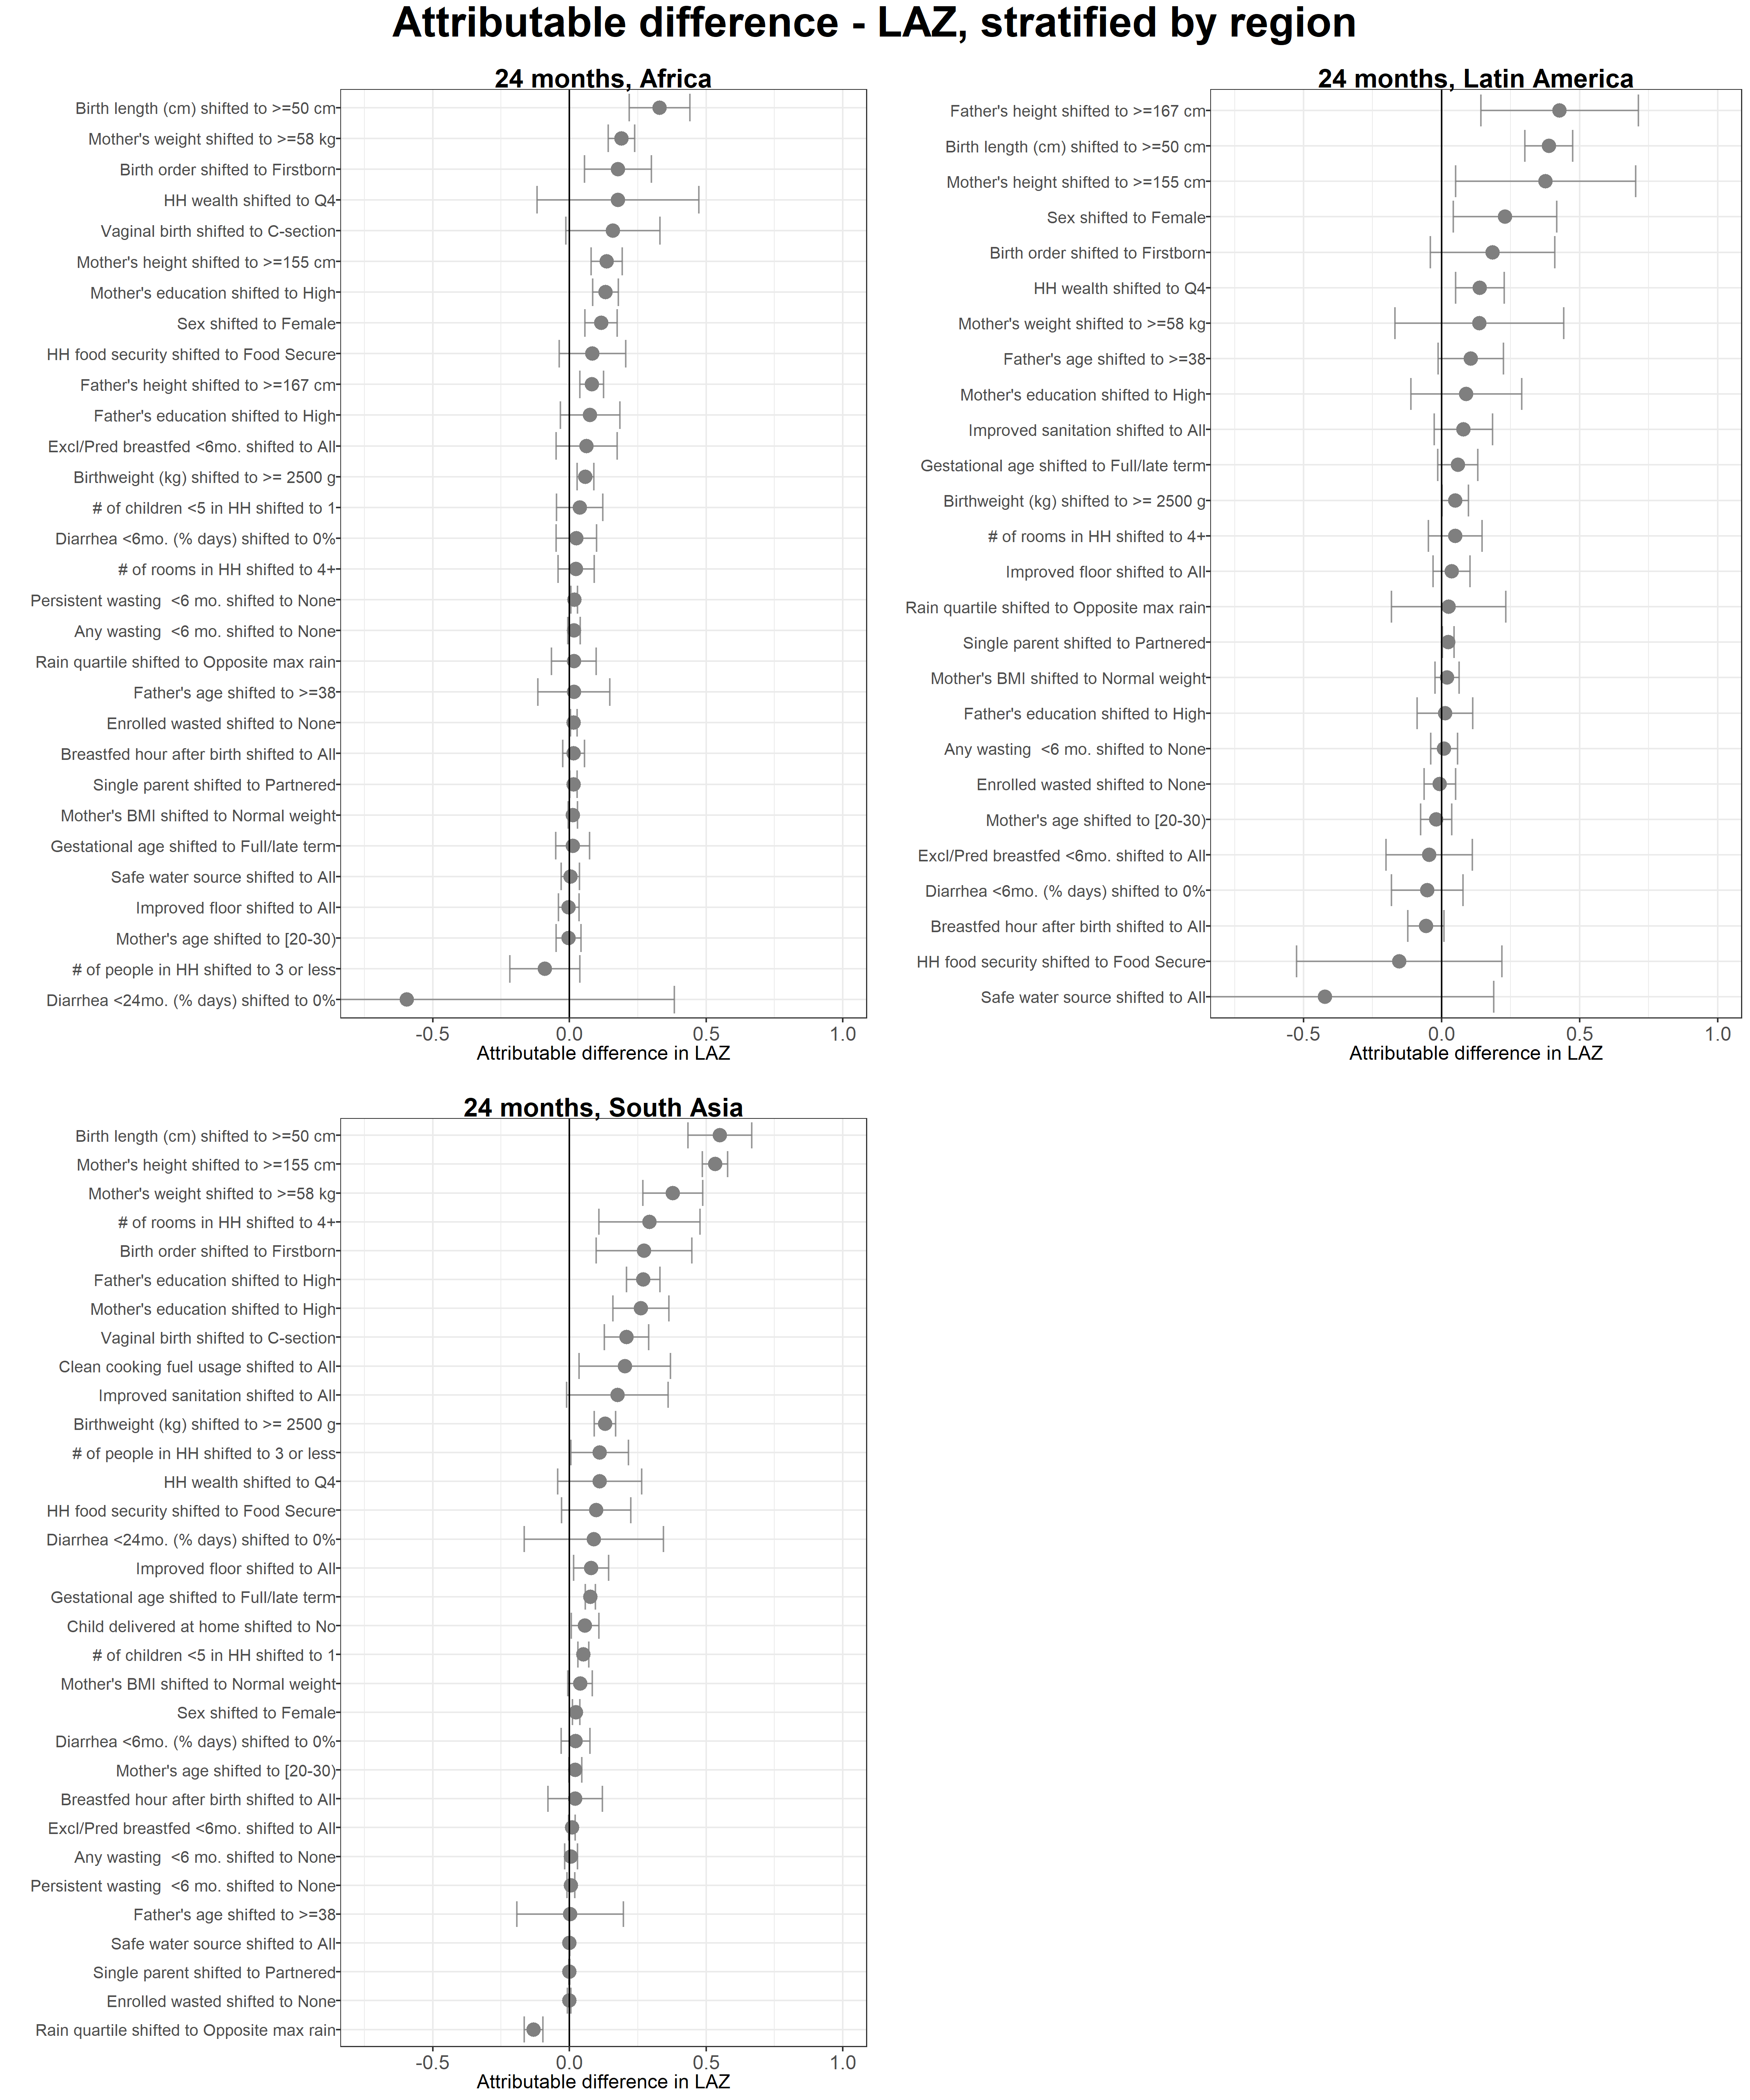 Attributable difference - LAZ, stratified by region
24 months, Africa
Birth length (cm) shifted to >=50 cm
Mother's weight shifted to >=58 kg
Birth order shifted to Firstborn
HH wealth shifted to Q4
Vaginal birth shifted to C-section
Mother's height shifted to >=155 cm
Mother's education shifted to High
Sex shifted to Female
HH food security shifted to Food Secure
Father's height shifted to >=167 cm
Father's education shifted to High
Excl/Pred breastfed <6mo. shifted to All
Birthweight (kg) shifted to >= 2500 g
# of children <5 in HH shifted to 1
Diarrhea <6mo. (% days) shifted to 0%
# of rooms in HH shifted to 4+
Persistent wasting  <6 mo. shifted to None
Any wasting  <6 mo. shifted to None
Rain quartile shifted to Opposite max rain
Father's age shifted to >=38
Enrolled wasted shifted to None
Breastfed hour after birth shifted to All
Single parent shifted to Partnered
Mother's BMI shifted to Normal weight
Gestational age shifted to Full/late term
Safe water source shifted to All
Improved floor shifted to All
Mother's age shifted to [20-30)
# of people in HH shifted to 3 or less
Diarrhea <24mo. (% days) shifted to 0%
-0.5 0.0 0.5 1.0
Attributable difference in LAZ
24 months, Latin America
Father's height shifted to >=167 cm
Birth length (cm) shifted to >=50 cm
Mother's height shifted to >=155 cm
Sex shifted to Female
Birth order shifted to Firstborn
HH wealth shifted to Q4
Mother's weight shifted to >=58 kg
Father's age shifted to >=38
Mother's education shifted to High
Improved sanitation shifted to All
Gestational age shifted to Full/late term
Birthweight (kg) shifted to >= 2500 g
# of rooms in HH shifted to 4+
Improved floor shifted to All
Rain quartile shifted to Opposite max rain
Single parent shifted to Partnered
Mother's BMI shifted to Normal weight
Father's education shifted to High
Any wasting  <6 mo. shifted to None
Enrolled wasted shifted to None
Mother's age shifted to [20-30)
Excl/Pred breastfed <6mo. shifted to All
Diarrhea <6mo. (% days) shifted to 0%
Breastfed hour after birth shifted to All
HH food security shifted to Food Secure
Safe water source shifted to All
-0.5 0.0 0.5 1.0
Attributable difference in LAZ
24 months, South Asia
Birth length (cm) shifted to >=50 cm
Mother's height shifted to >=155 cm
Mother's weight shifted to >=58 kg
# of rooms in HH shifted to 4+
Birth order shifted to Firstborn
Father's education shifted to High
Mother's education shifted to High
Vaginal birth shifted to C-section
Clean cooking fuel usage shifted to All
Improved sanitation shifted to All
Birthweight (kg) shifted to >= 2500 g
# of people in HH shifted to 3 or less
HH wealth shifted to Q4
HH food security shifted to Food Secure
Diarrhea <24mo. (% days) shifted to 0%
Improved floor shifted to All
Gestational age shifted to Full/late term
Child delivered at home shifted to No
# of children <5 in HH shifted to 1
Mother's BMI shifted to Normal weight
Sex shifted to Female
Diarrhea <6mo. (% days) shifted to 0%
Mother's age shifted to [20-30)
Breastfed hour after birth shifted to All
Excl/Pred breastfed <6mo. shifted to All
Any wasting  <6 mo. shifted to None
Persistent wasting  <6 mo. shifted to None
Father's age shifted to >=38
Safe water source shifted to All
Single parent shifted to Partnered
Enrolled wasted shifted to None
Rain quartile shifted to Opposite max rain
-0.5 0.0 0.5 1.0
Attributable difference in LAZ